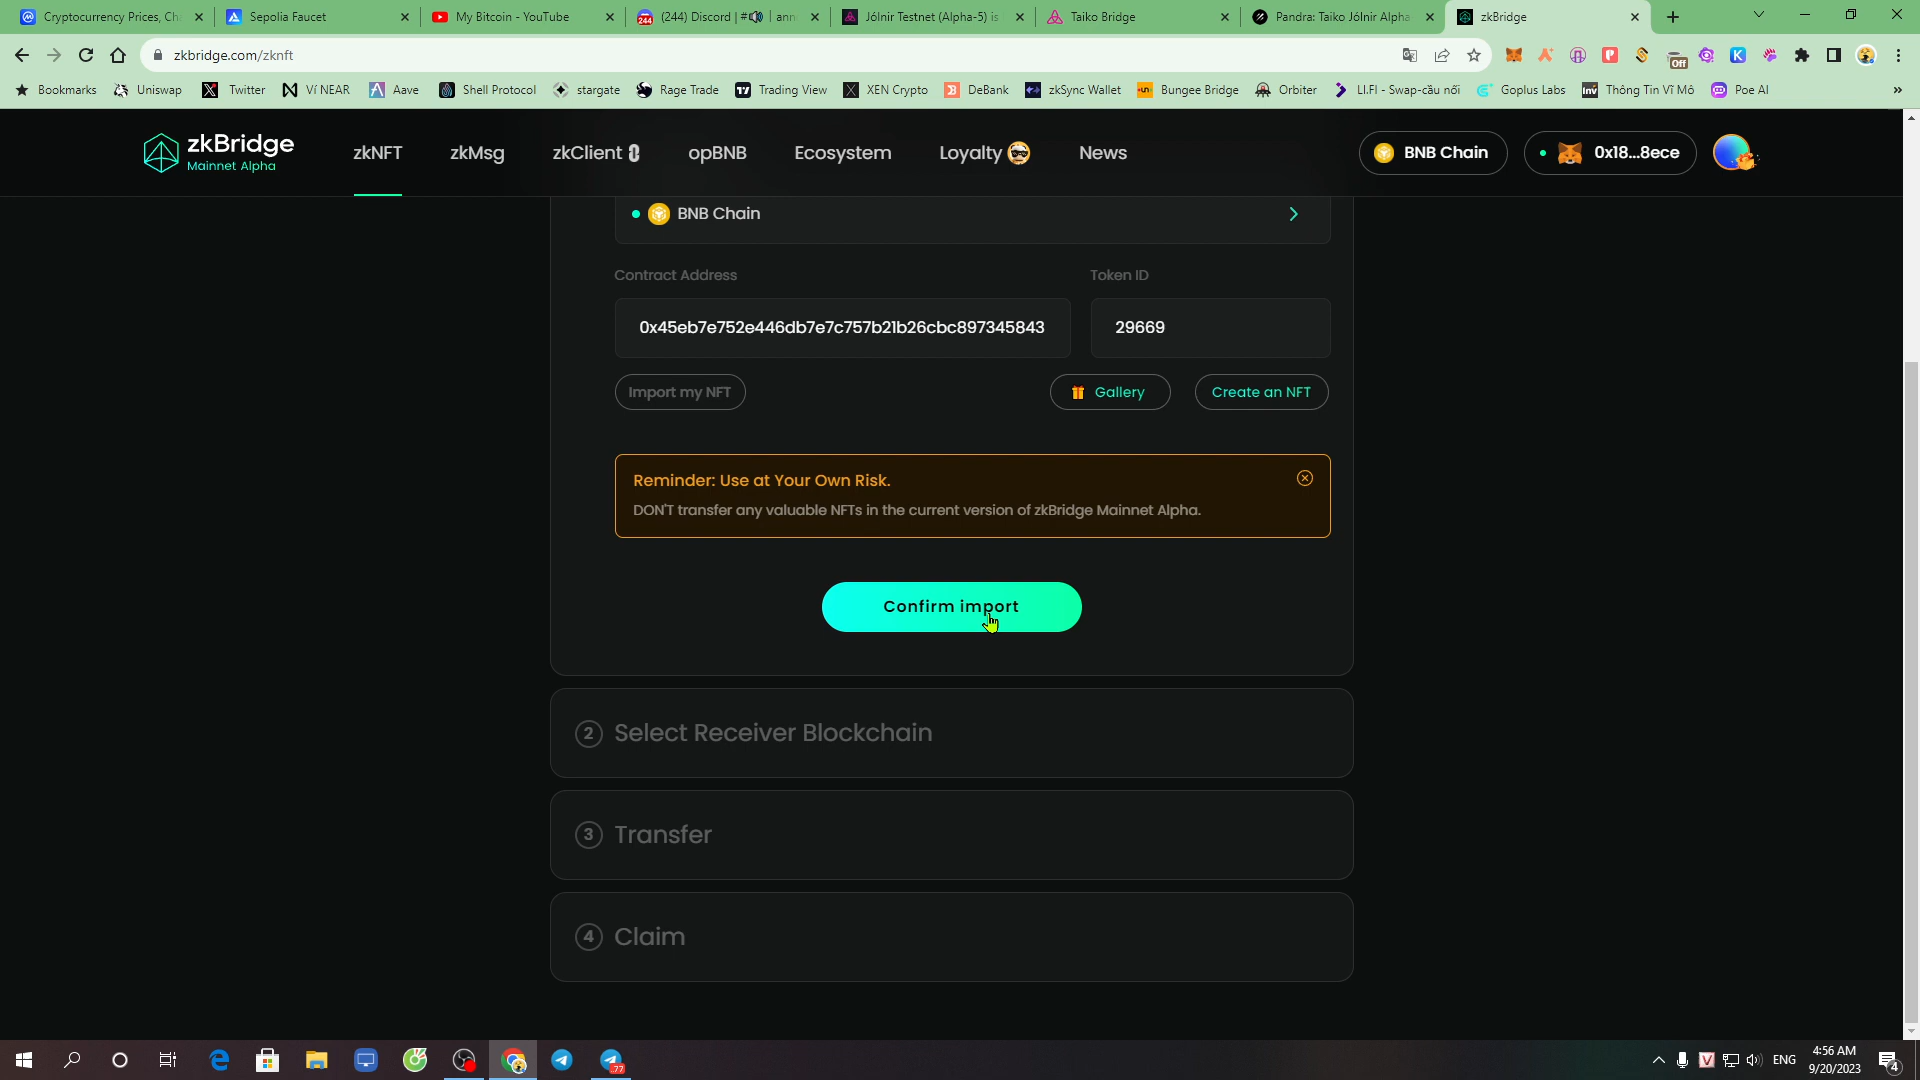 Cryptocurrency Prices, Ch
Sepolia Faucet
My Bitcoin - YouTube
244
(244) Discord | #
ann
Jólnir Testnet (Alpha-5) is
Taiko Bridge
Pandra: Taiko Jólnir Alpha
zkBridge
zkbridge.com/zknft
Off
Bookmarks
Uniswap
Twitter
Ví NEAR
Aave
Shell Protocol
stargate
Rage Trade
Trading View
XEN Crypto
DeBank
zkSync Wallet
Bungee Bridge
Orbiter
LI.FI - Swap-cầu nối
Goplus Labs
Inv
Thông Tin Vĩ Mô
Poe AI
»
zkBridge
Mainnet Alpha
zkNFT
zkMsg
zkClient
opBNB
Ecosystem
Loyalty
News
BNB Chain
0x18...8ece
BNB Chain
Contract Address
Token ID
0x45eb7e752e446db7e7c757b21b26cbc897345843
29669
Import my NFT
Gallery
Create an NFT
Reminder: Use at Your Own Risk.
DON'T transfer any valuable NFTs in the current version of zkBridge Mainnet Alpha.
Confirm import
2 Select Receiver Blockchain
3 Transfer
4 Claim
77
V
ENG
4:56 AM
9/20/2023
4